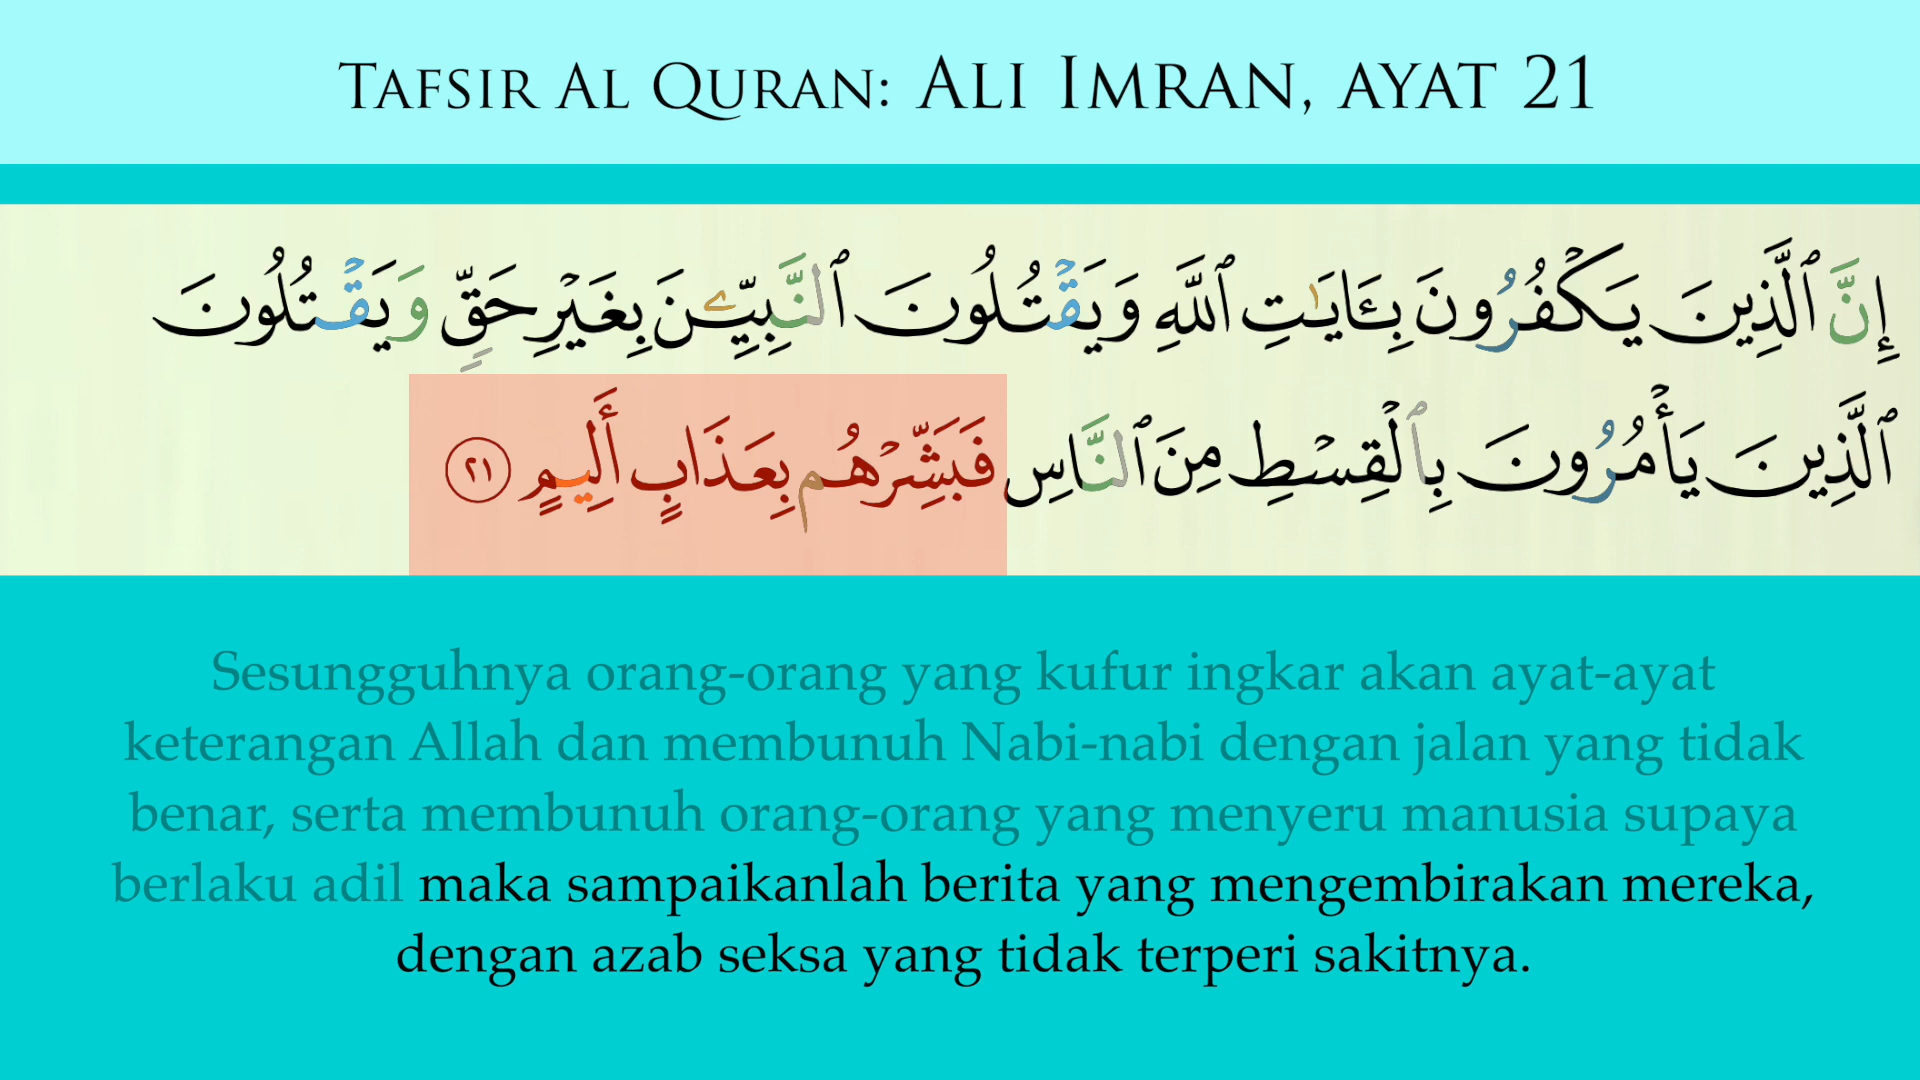 Tafsir Al Quran: Ali Imran, ayat 21
إِنَّ ٱلَّذِينَ يَكْفُرُونَ بِـَٔايَـٰتِ ٱللَّهِ وَيَقْتُلُونَ ٱلنَّبِيِّـۧنَ بِغَيْرِ حَقٍّ وَيَقْتُلُونَ
ٱلَّذِينَ يَأْمُرُونَ بِٱلْقِسْطِ مِنَ ٱلنَّاسِ فَبَشِّرْهُم بِعَذَابٍ أَلِيمٍ ٢١
Sesungguhnya orang-orang yang kufur ingkar akan ayat-ayat
keterangan Allah dan membunuh Nabi-nabi dengan jalan yang tidak
benar, serta membunuh orang-orang yang menyeru manusia supaya
berlaku adil maka sampaikanlah berita yang mengembirakan mereka,
dengan azab seksa yang tidak terperi sakitnya.